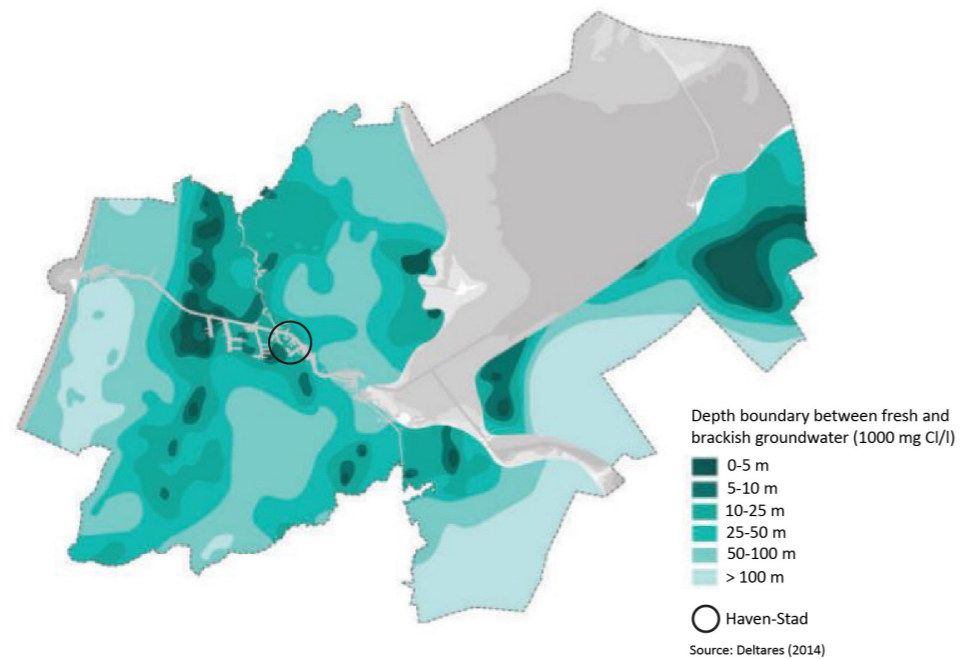 Depth boundary between fresh and
brackish groundwater (1000 mg Cl/l)
0-5 m
5-10 m
10-25 m
25-50 m
50-100 m
> 100 m
Haven-Stad
Source: Deltares (2014)